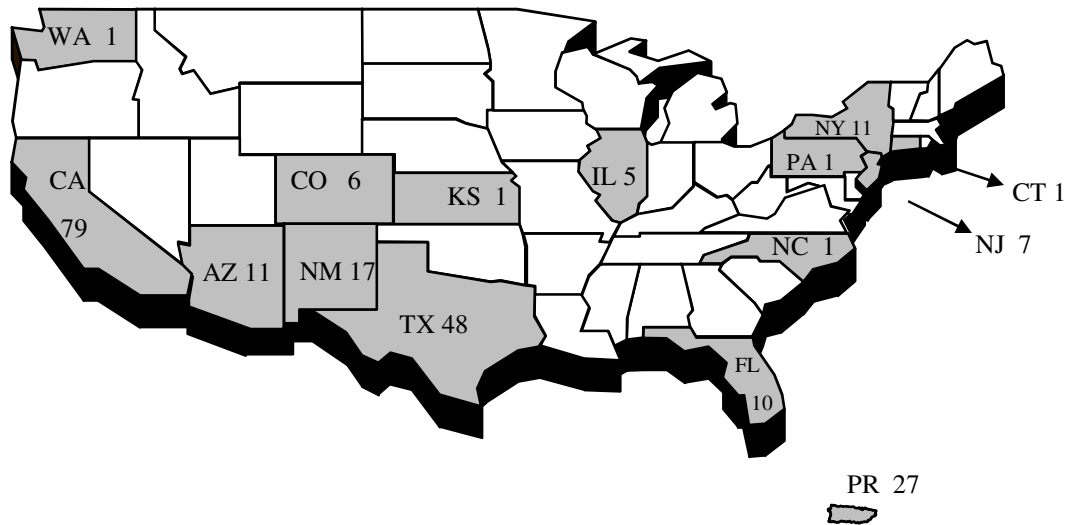 WA 1
NY 11
PA 1
CA
79
CO 6
KS 1
IL 5
CT 1
NJ 7
NC 1
AZ 11
NM 17
TX 48
FL
10
PR 27